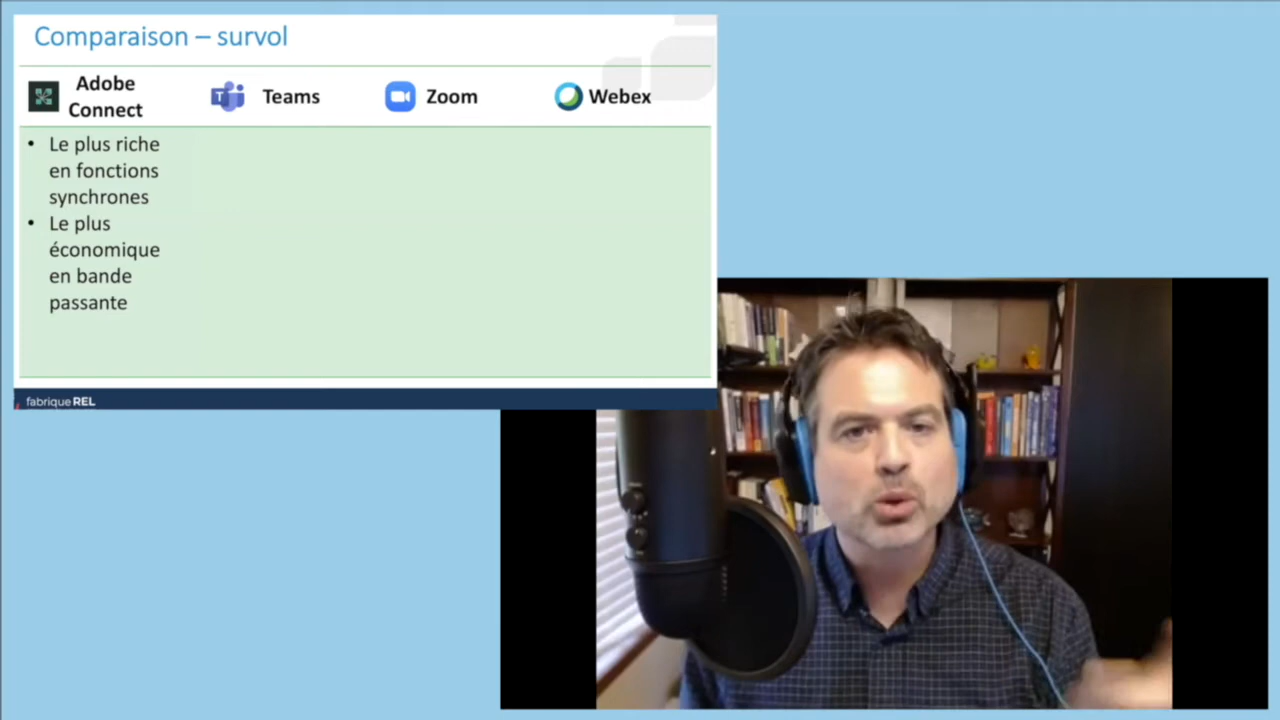 Comparaison – survol
Adobe
Connect
Teams
Zoom
Webex
• Le plus riche
en fonctions
synchrones
• Le plus
économique
en bande
passante
fabrique REL